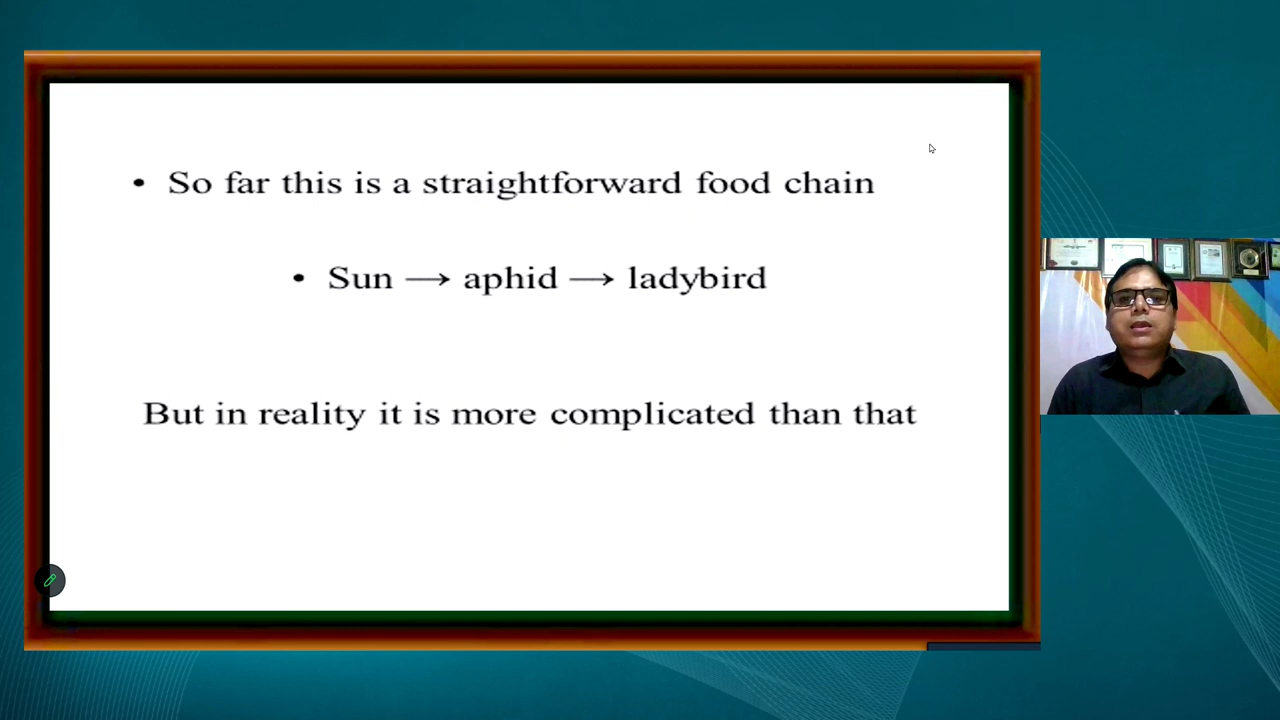 • So far this is a straightforward food chain
• Sun → aphid → ladybird
But in reality it is more complicated than that